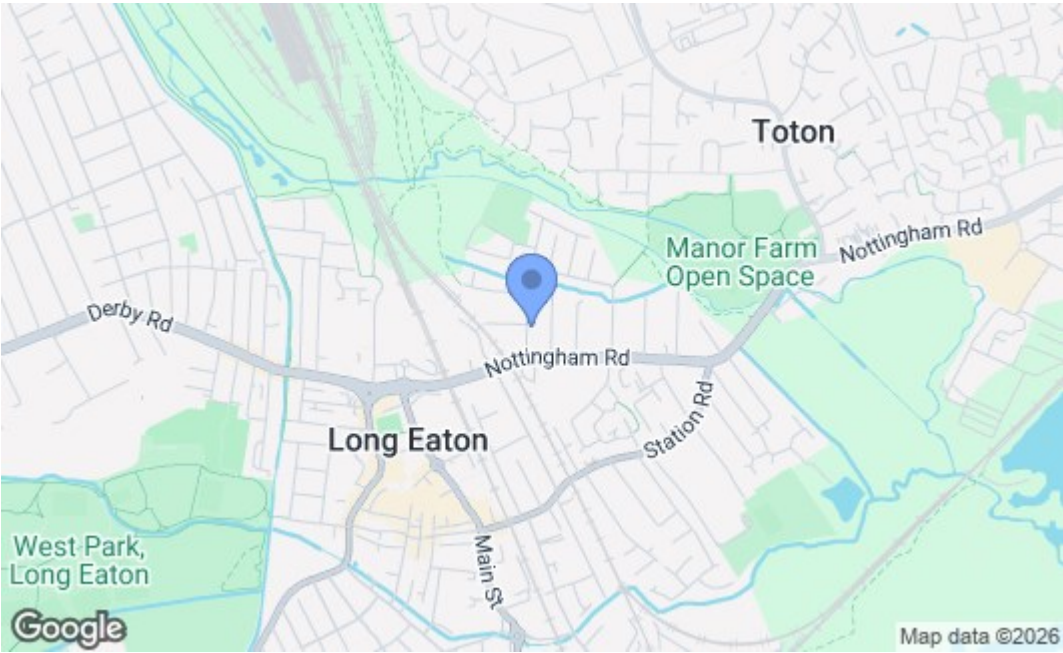 Toton
Nottingham Rd
Manor Farm
Open Space
Derby Rd
Nottingham Rd
Long Eaton
Station Rd
West Park,
Long Eaton
Main St
Google
Map data ©2026